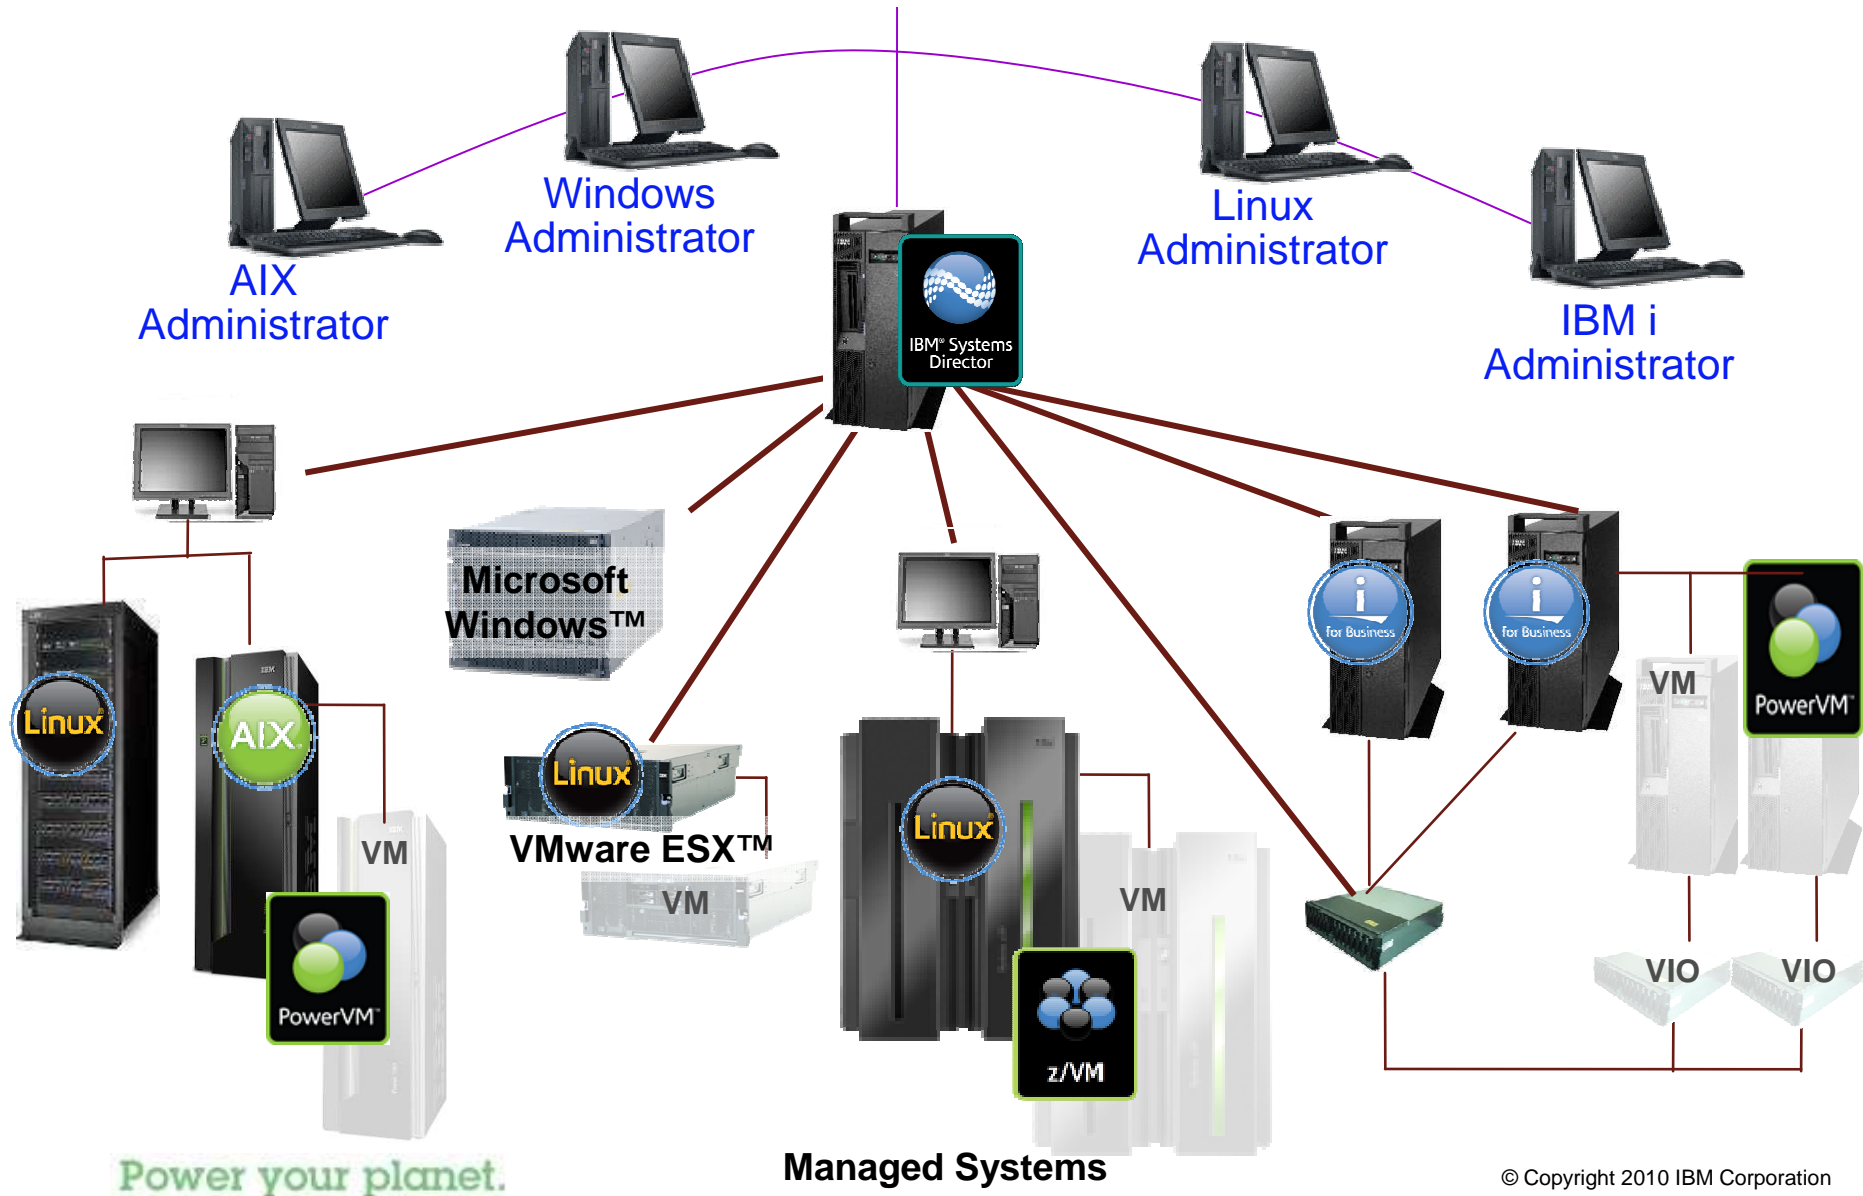 Windows
Administrator
Linux
Administrator
AIX
Administrator
IBM i
Administrator
IBM® Systems
Director
Microsoft
Windows™
i
for Business
i
for Business
Linux
AIX
IBM
VM
PowerVM™
Linux
VMware ESX™
VM
Linux
VM
z/VM
VM
PowerVM™
VIO
VIO
Power your planet.
Managed Systems
© Copyright 2010 IBM Corporation